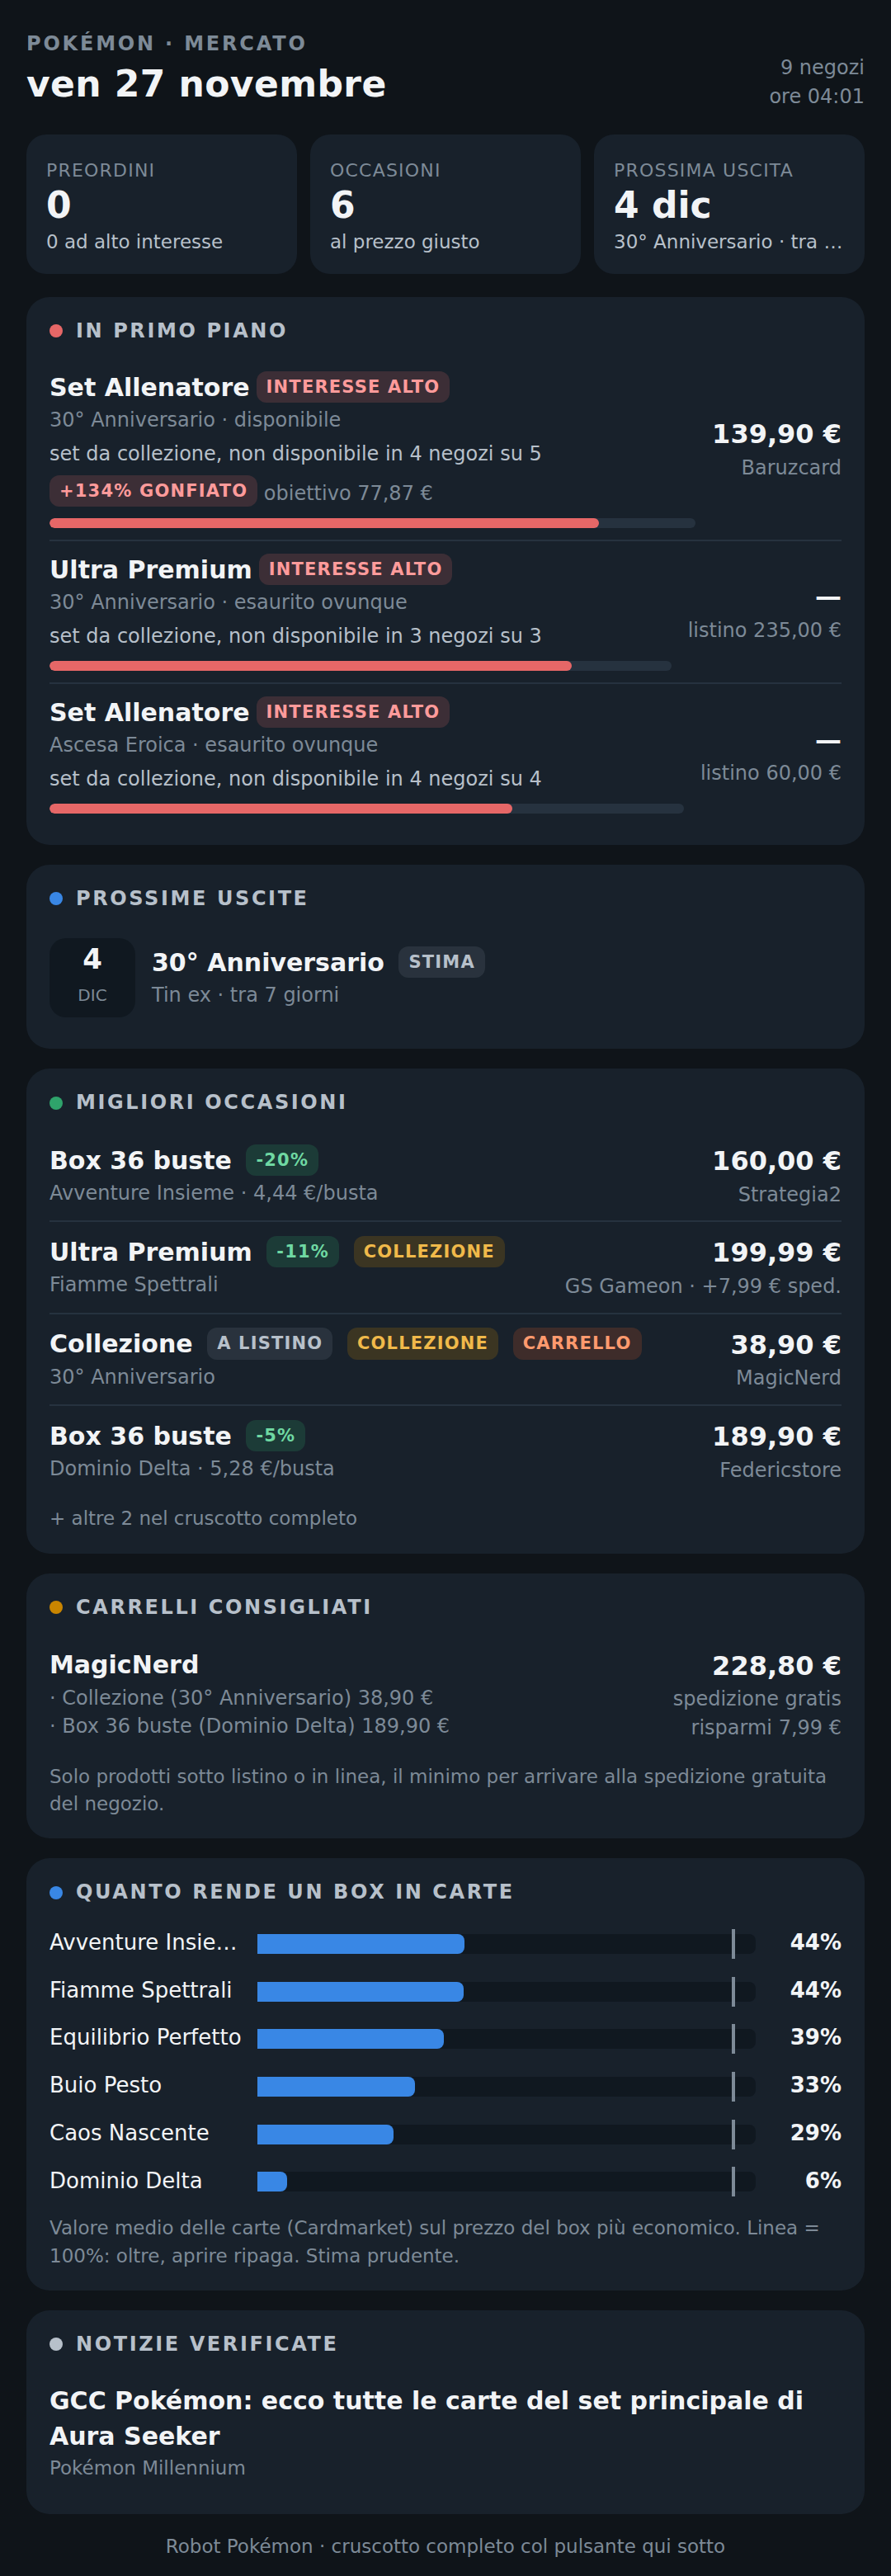 POKÉMON · MERCATO
ven 27 novembre
9 negozi
ore 04:01
PREORDINI
0
0 ad alto interesse
OCCASIONI
6
al prezzo giusto
PROSSIMA USCITA
4 dic
30° Anniversario · tra …
IN PRIMO PIANO
Set Allenatore INTERESSE ALTO
30° Anniversario · disponibile
set da collezione, non disponibile in 4 negozi su 5
+134% GONFIATO obiettivo 77,87 €
139,90 €
Baruzcard
Ultra Premium INTERESSE ALTO
30° Anniversario · esaurito ovunque
set da collezione, non disponibile in 3 negozi su 3
—
listino 235,00 €
Set Allenatore INTERESSE ALTO
Ascesa Eroica · esaurito ovunque
set da collezione, non disponibile in 4 negozi su 4
—
listino 60,00 €
PROSSIME USCITE
4
DIC
30° Anniversario STIMA
Tin ex · tra 7 giorni
MIGLIORI OCCASIONI
Box 36 buste -20%
Avventure Insieme · 4,44 €/busta
160,00 €
Strategia2
Ultra Premium -11% COLLEZIONE
Fiamme Spettrali
199,99 €
GS Gameon · +7,99 € sped.
Collezione A LISTINO COLLEZIONE CARRELLO
30° Anniversario
38,90 €
MagicNerd
Box 36 buste -5%
Dominio Delta · 5,28 €/busta
189,90 €
Federicstore
+ altre 2 nel cruscotto completo
CARRELLI CONSIGLIATI
MagicNerd
· Collezione (30° Anniversario) 38,90 €
· Box 36 buste (Dominio Delta) 189,90 €
228,80 €
spedizione gratis
risparmi 7,99 €
Solo prodotti sotto listino o in linea, il minimo per arrivare alla spedizione gratuita
del negozio.
QUANTO RENDE UN BOX IN CARTE
Avventure Insie… 44%
Fiamme Spettrali 44%
Equilibrio Perfetto 39%
Buio Pesto 33%
Caos Nascente 29%
Dominio Delta 6%
Valore medio delle carte (Cardmarket) sul prezzo del box più economico. Linea =
100%: oltre, aprire ripaga. Stima prudente.
NOTIZIE VERIFICATE
GCC Pokémon: ecco tutte le carte del set principale di
Aura Seeker
Pokémon Millennium
Robot Pokémon · cruscotto completo col pulsante qui sotto